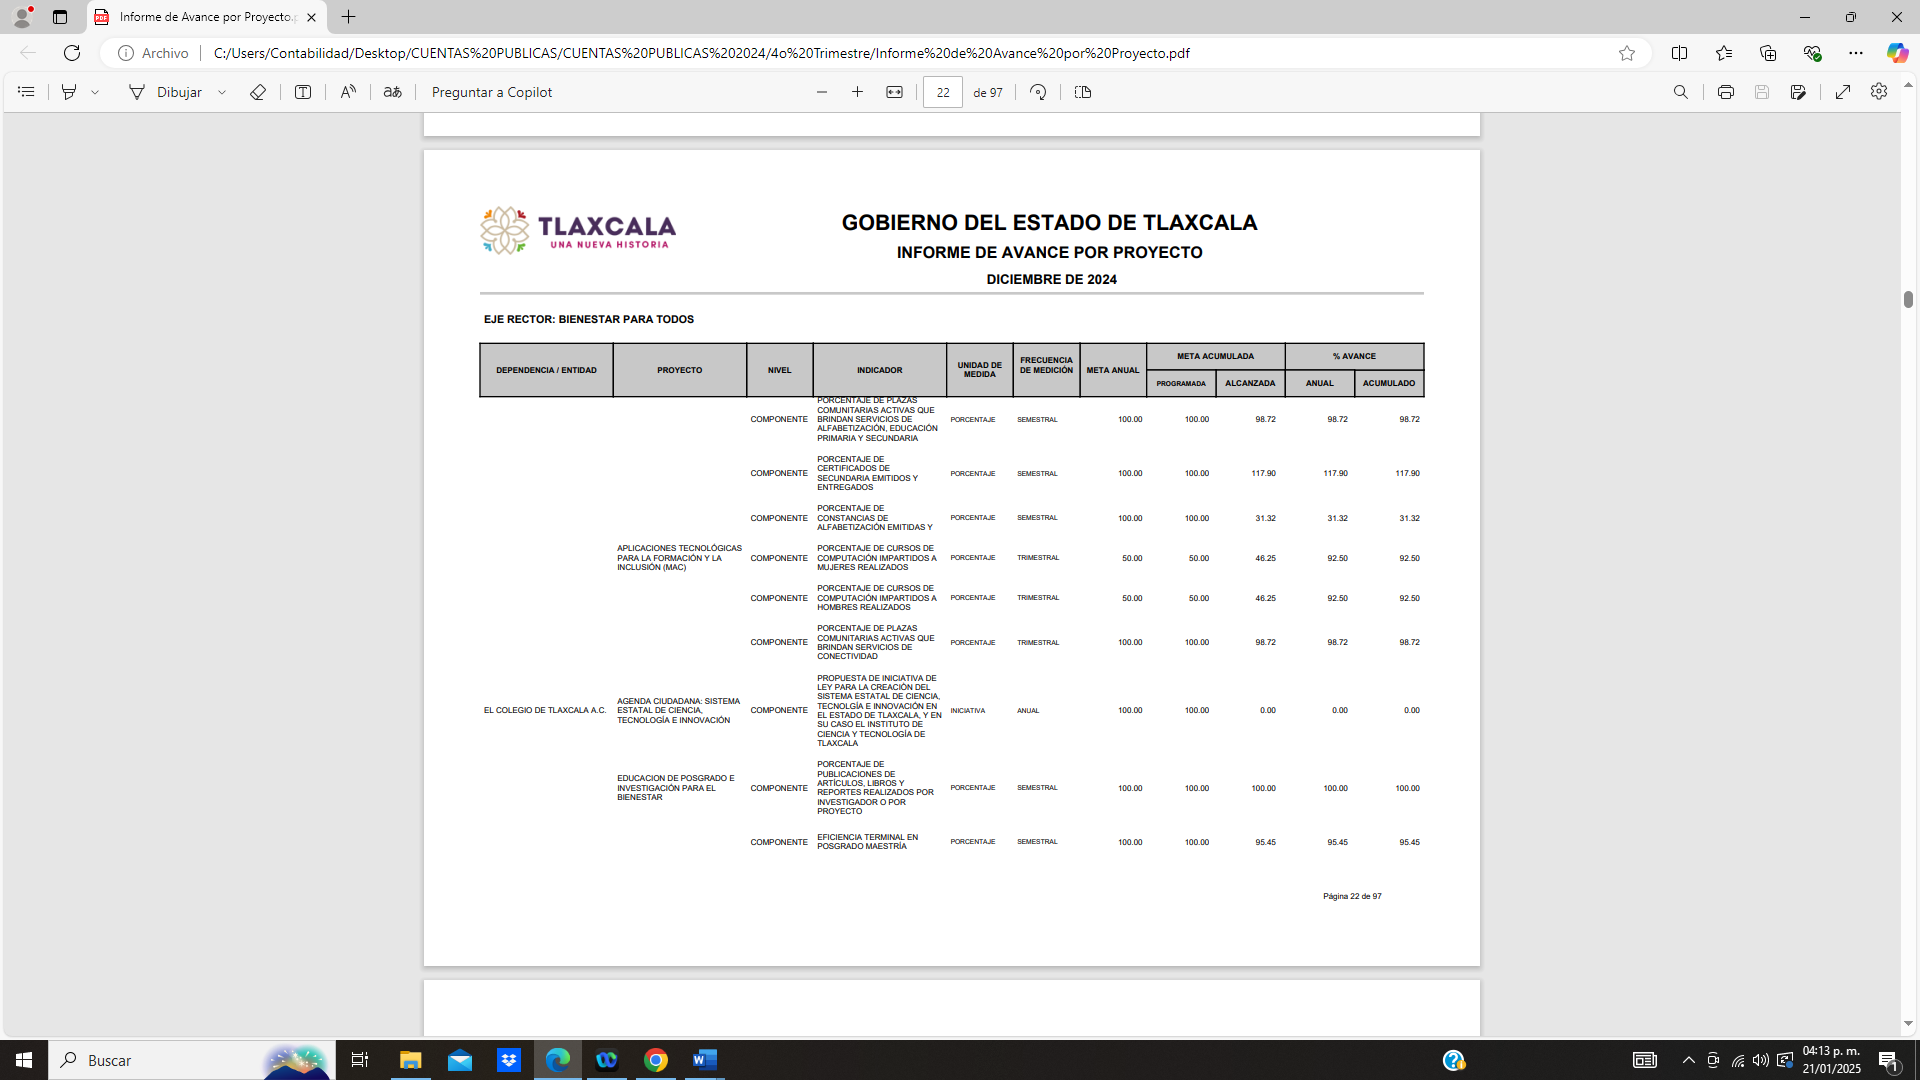 Informe de Avance por Proyecto.p
Archivo
C:/Users/Contabilidad/Desktop/CUENTAS%20PUBLICAS/CUENTAS%20PUBLICAS%202024/4o%20Trimestre/Informe%20de%20Avance%20por%20Proyecto.pdf
Dibujar
Preguntar a Copilot
22 de 97
TLAXCALA
UNA NUEVA HISTORIA
GOBIERNO DEL ESTADO DE TLAXCALA
INFORME DE AVANCE POR PROYECTO
DICIEMBRE DE 2024
EJE RECTOR: BIENESTAR PARA TODOS
DEPENDENCIA / ENTIDAD PROYECTO NIVEL INDICADOR UNIDAD DE MEDIDA FRECUENCIA DE MEDICIÓN META ANUAL META ACUMULADA % AVANCE
PROGRAMADA ALCANZADA ANUAL ACUMULADO
PORCENTAJE DE PLAZAS
COMUNITARIAS ACTIVAS QUE
COMPONENTE BRINDAN SERVICIOS DE PORCENTAJE SEMESTRAL 100.00 100.00 98.72 98.72 98.72
ALFABETIZACIÓN, EDUCACIÓN
PRIMARIA Y SECUNDARIA
PORCENTAJE DE
CERTIFICADOS DE
COMPONENTE SECUNDARIA EMITIDOS Y PORCENTAJE SEMESTRAL 100.00 100.00 117.90 117.90 117.90
ENTREGADOS
PORCENTAJE DE
COMPONENTE CONSTANCIAS DE PORCENTAJE SEMESTRAL 100.00 100.00 31.32 31.32 31.32
ALFABETIZACIÓN EMITIDAS Y
APLICACIONES TECNOLÓGICAS PORCENTAJE DE CURSOS DE
PARA LA FORMACIÓN Y LA COMPONENTE COMPUTACIÓN IMPARTIDOS A PORCENTAJE TRIMESTRAL 50.00 50.00 46.25 92.50 92.50
INCLUSIÓN (MAC) MUJERES REALIZADOS
PORCENTAJE DE CURSOS DE
COMPONENTE COMPUTACIÓN IMPARTIDOS A PORCENTAJE TRIMESTRAL 50.00 50.00 46.25 92.50 92.50
HOMBRES REALIZADOS
PORCENTAJE DE PLAZAS
COMUNITARIAS ACTIVAS QUE
COMPONENTE BRINDAN SERVICIOS DE PORCENTAJE TRIMESTRAL 100.00 100.00 98.72 98.72 98.72
CONECTIVIDAD
PROPUESTA DE INICIATIVA DE
LEY PARA LA CREACIÓN DEL
AGENDA CIUDADANA: SISTEMA SISTEMA ESTATAL DE CIENCIA,
TECNOLGÍA E INNOVACIÓN EN
EL COLEGIO DE TLAXCALA A.C. ESTATAL DE CIENCIA, COMPONENTE EL ESTADO DE TLAXCALA, Y EN INICIATIVA ANUAL 100.00 100.00 0.00 0.00 0.00
TECNOLOGÍA E INNOVACIÓN SU CASO EL INSTITUTO DE
CIENCIA Y TECNOLOGÍA DE
TLAXCALA
PORCENTAJE DE
PUBLICACIONES DE
EDUCACION DE POSGRADO E ARTÍCULOS, LIBROS Y
INVESTIGACIÓN PARA EL COMPONENTE REPORTES REALIZADOS POR PORCENTAJE SEMESTRAL 100.00 100.00 100.00 100.00 100.00
BIENESTAR INVESTIGADOR O POR
PROYECTO
EFICIENCIA TERMINAL EN
COMPONENTE POSGRADO MAESTRÍA PORCENTAJE SEMESTRAL 100.00 100.00 95.45 95.45 95.45
Página 22 de 97
Buscar
04:13 p. m.
21/01/2025
1